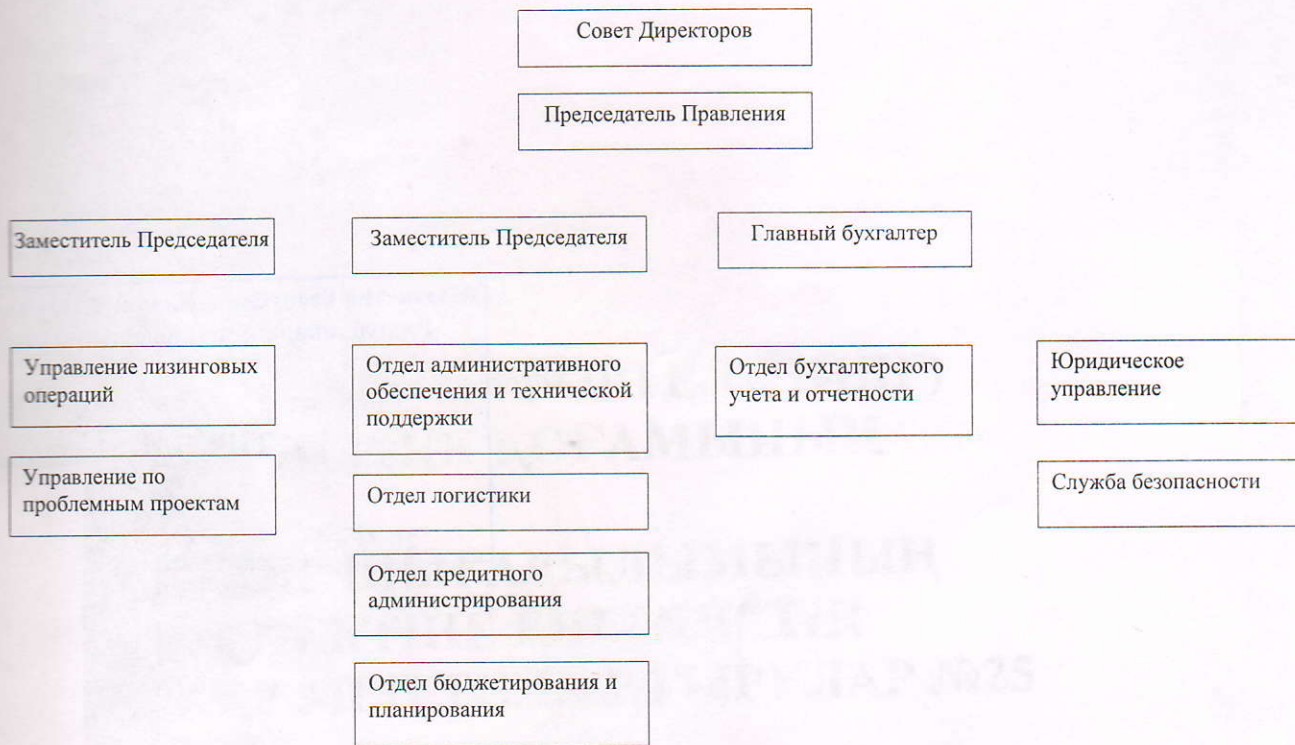 Совет Директоров
Председатель Правления
Заместитель Председателя
Заместитель Председателя
Главный бухгалтер
Управление лизинговых
операций
Отдел административного
обеспечения и технической
поддержки
Отдел бухгалтерского
учета и отчетности
Юридическое
управление
Управление по
проблемным проектам
Отдел логистики
Служба безопасности
Отдел кредитного
администрирования
Отдел бюджетирования и
планирования